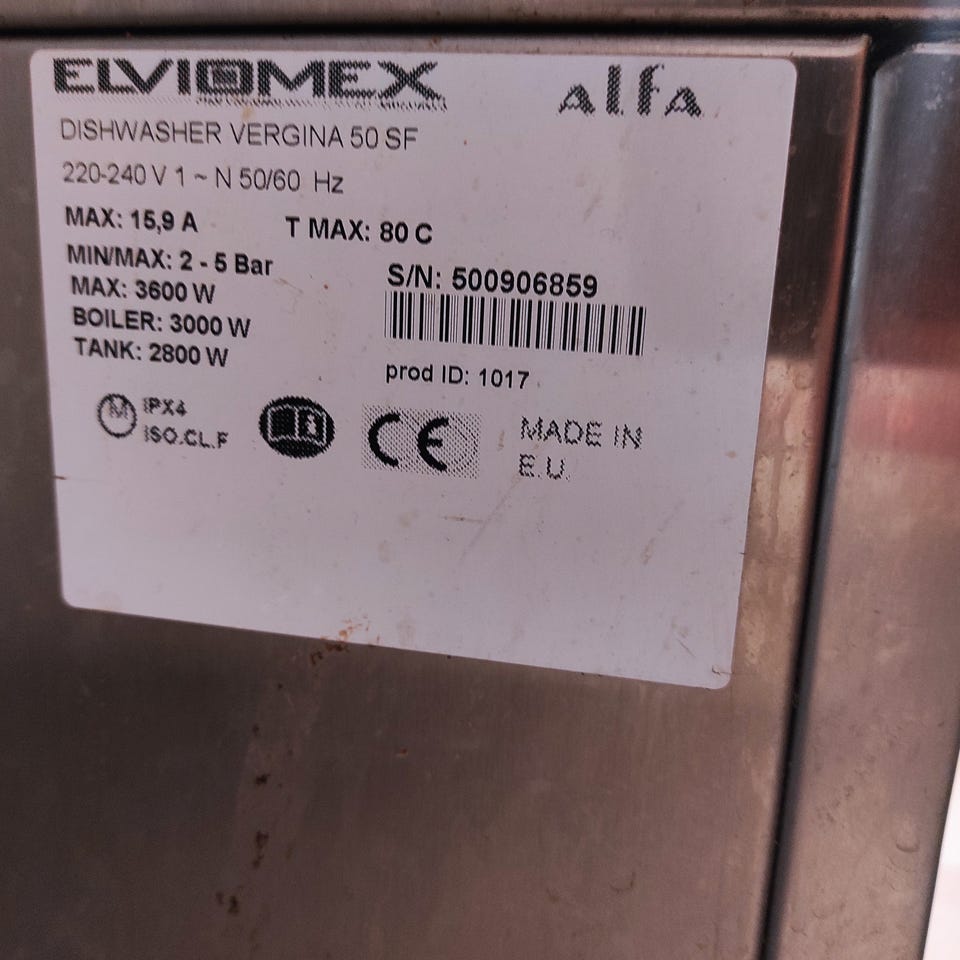 ELVIOMEX
alfa
DISHWASHER VERGINA 50 SF
220-240 V 1 ~ N 50/60 Hz
MAX: 15,9 A
T MAX: 80 C
MIN/MAX: 2 - 5 Bar
MAX: 3600 W
BOILER: 3000 W
TANK: 2800 W
S/N: 500906859
prod ID: 1017
M
IPX4
ISO.CL.F
CE
MADE IN
E.U.